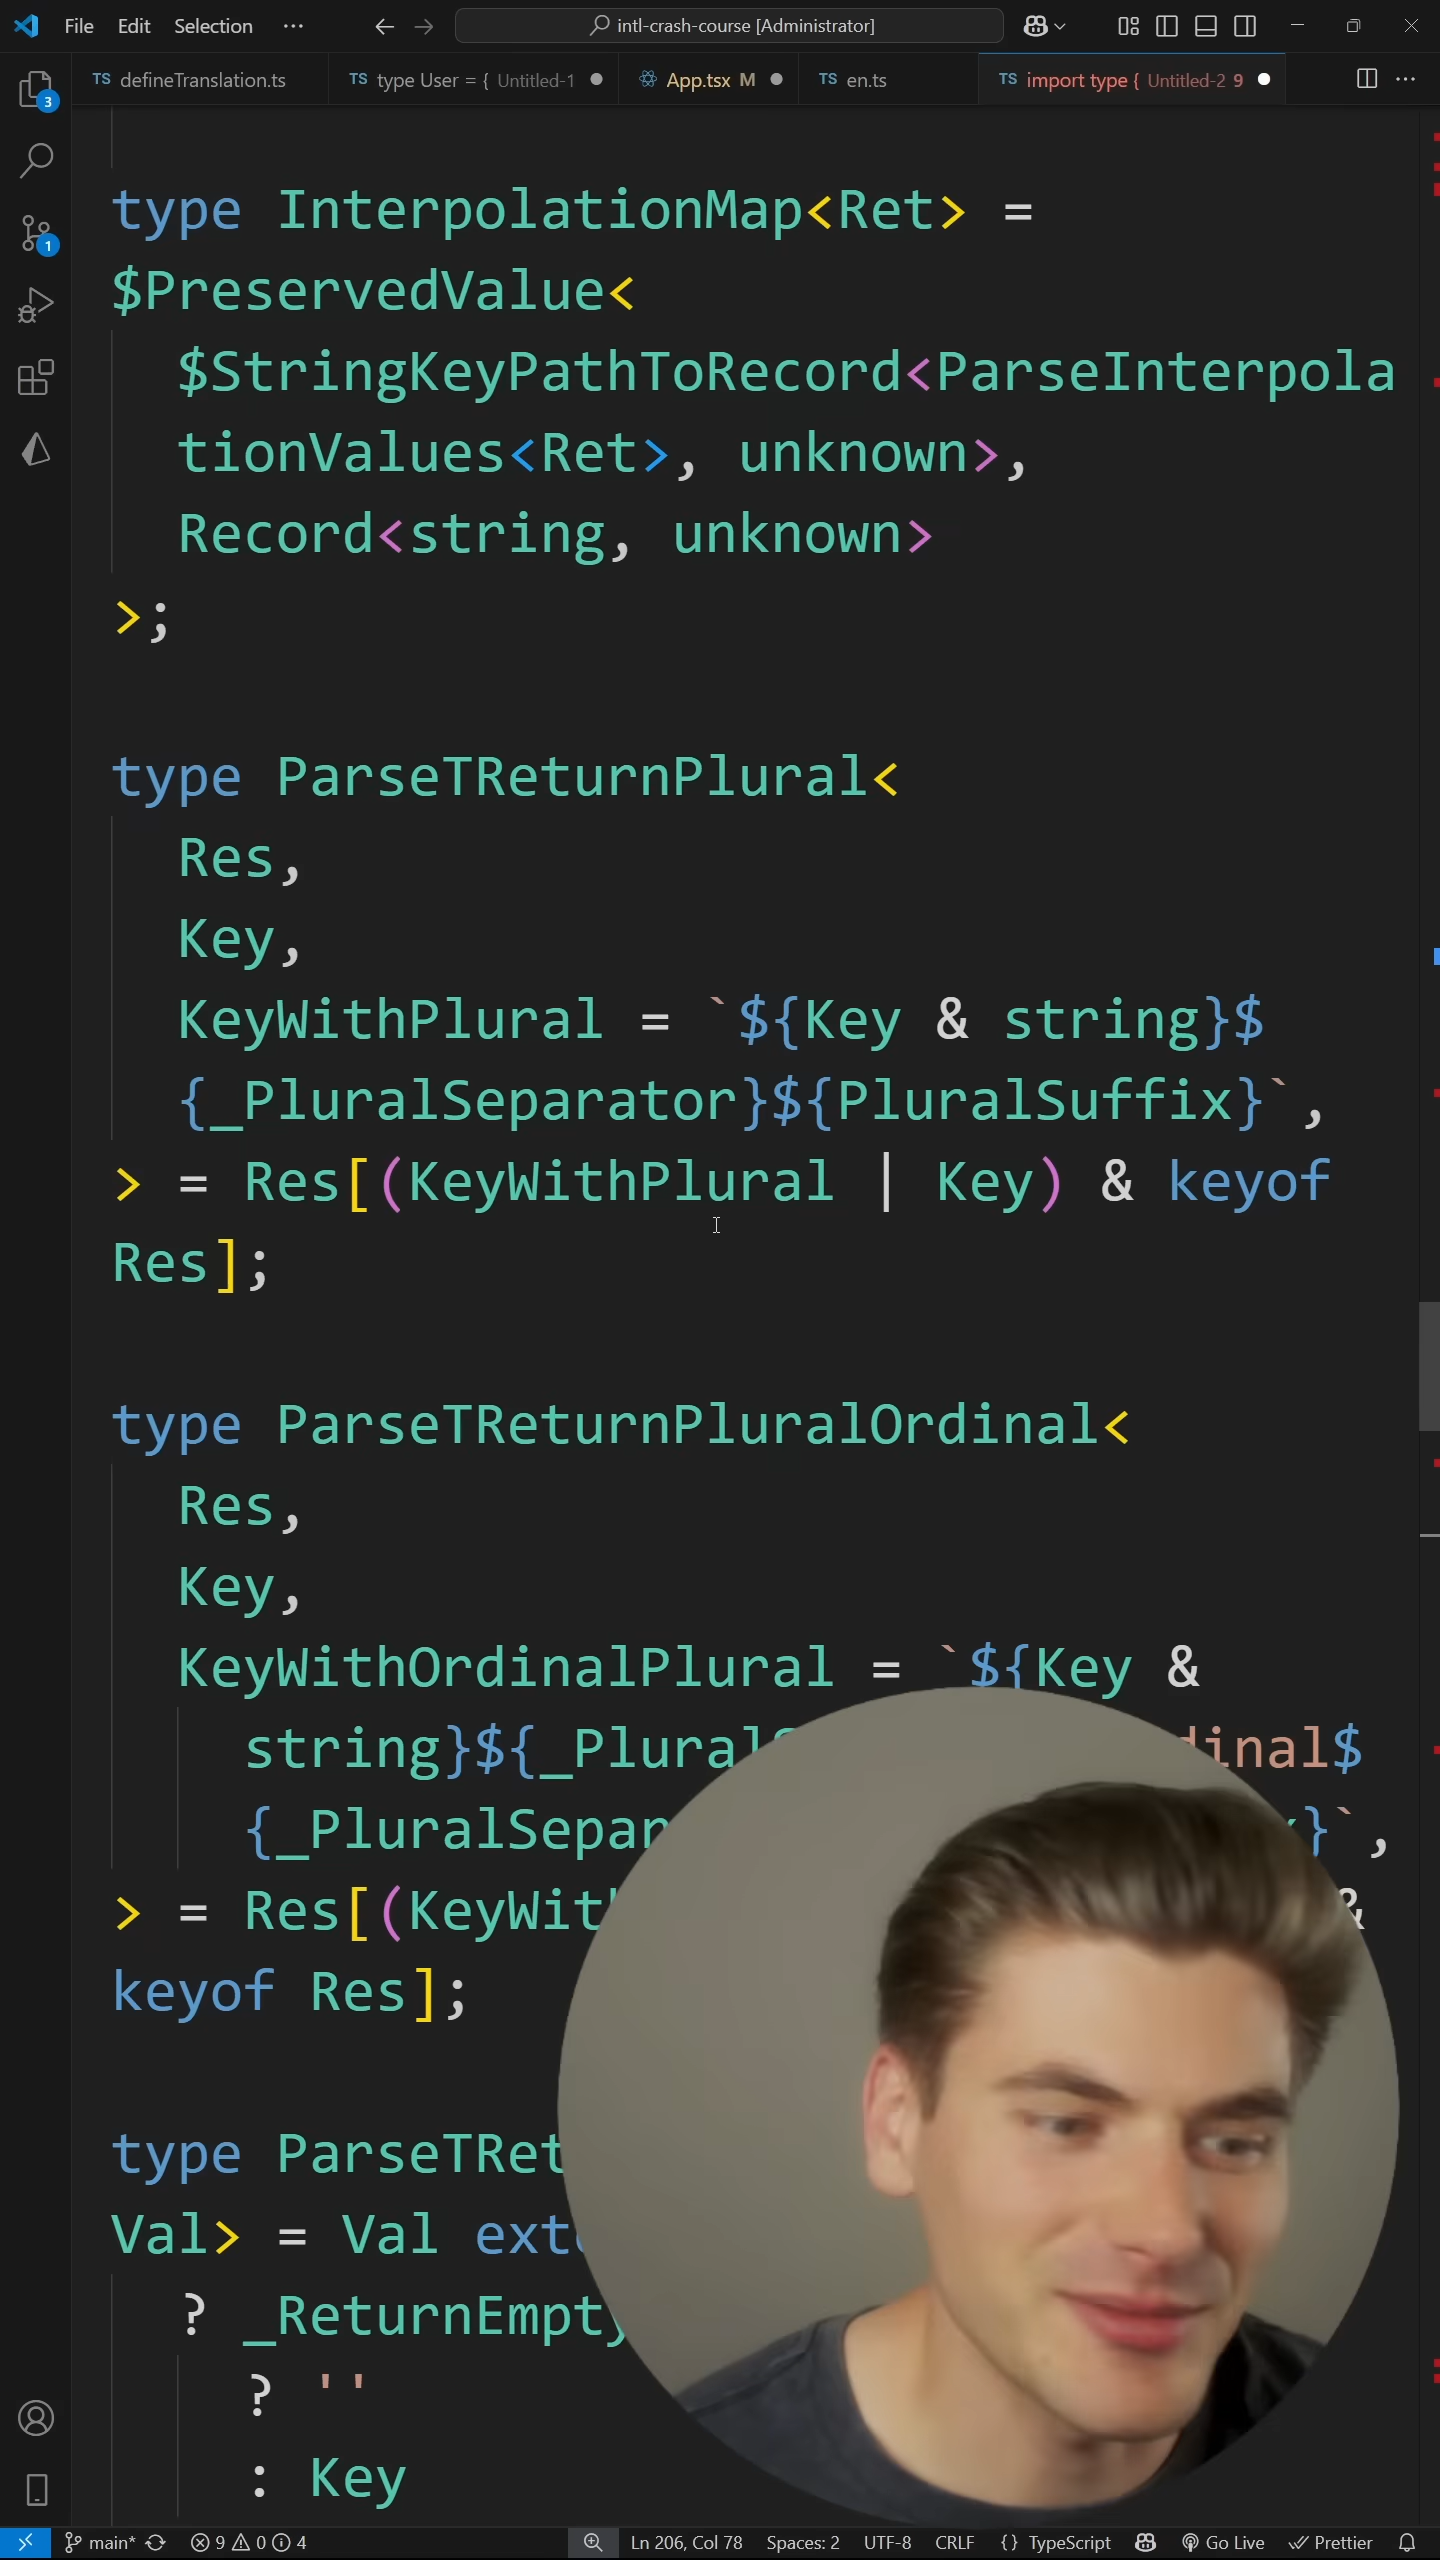 File Edit Selection ··· intl-crash-course [Administrator]
3
TS defineTranslation.ts TS type User = { Untitled-1 App.tsx M TS en.ts TS import type { Untitled-2 9 ···
1
type InterpolationMap<Ret> =
$PreservedValue<
$StringKeyPathToRecord<ParseInterpola
tionValues<Ret>, unknown>,
Record<string, unknown>
>;
type ParseTReturnPlural<
Res,
Key,
KeyWithPlural = `${Key & string}$
{_PluralSeparator}${PluralSuffix}`,
> = Res[(KeyWithPlural | Key) & keyof
Res];
type ParseTReturnPluralOrdinal<
Res,
Key,
KeyWithOrdinalPlural = `${Key &
string}${_Plural dinal$
{_PluralSepar }`,
> = Res[(KeyWit &
keyof Res];
type ParseTRet
Val> = Val ext
? _ReturnEmpty
? ''
: Key
main* 9 0 4 Ln 206, Col 78 Spaces: 2 UTF-8 CRLF {} TypeScript Go Live Prettier